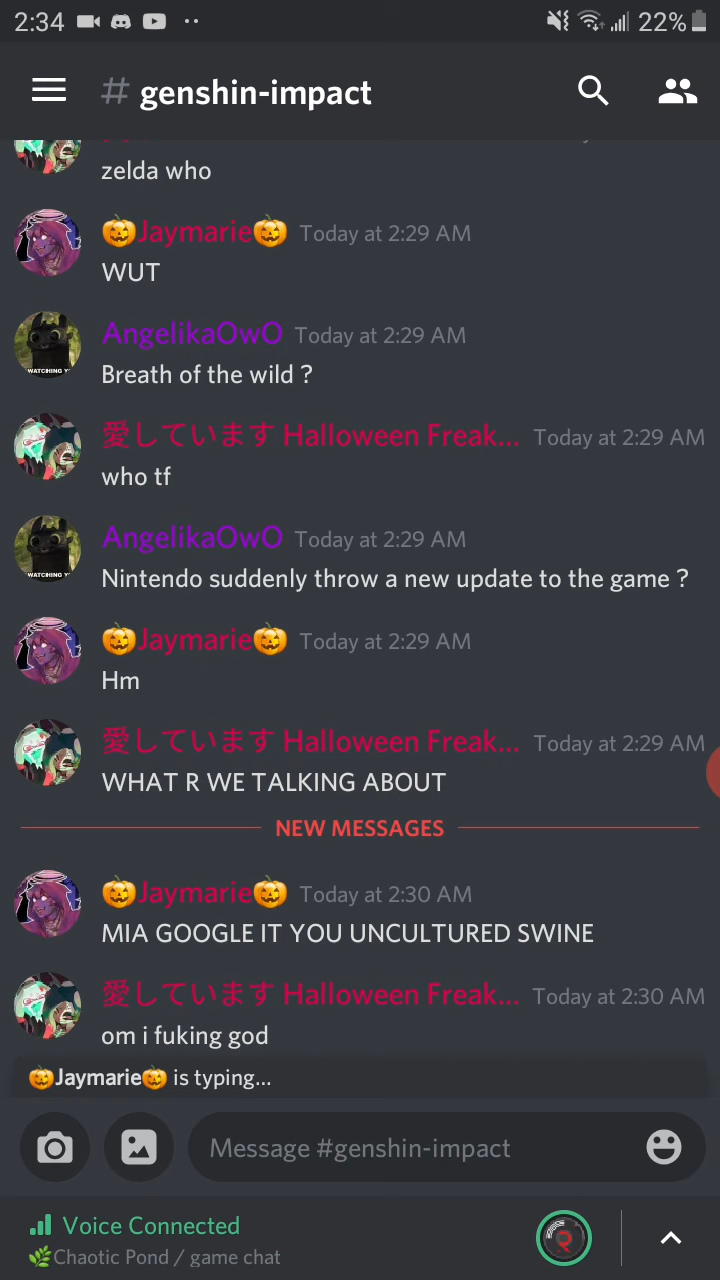 2:34
22%
# genshin-impact
zelda who
🎃Jaymarie🎃 Today at 2:29 AM
WUT
AngelikaOwO Today at 2:29 AM
Breath of the wild ?
愛しています Halloween Freak... Today at 2:29 AM
who tf
AngelikaOwO Today at 2:29 AM
Nintendo suddenly throw a new update to the game ?
🎃Jaymarie🎃 Today at 2:29 AM
Hm
愛しています Halloween Freak... Today at 2:29 AM
WHAT R WE TALKING ABOUT
NEW MESSAGES
🎃Jaymarie🎃 Today at 2:30 AM
MIA GOOGLE IT YOU UNCULTURED SWINE
愛しています Halloween Freak... Today at 2:30 AM
om i fuking god
🎃Jaymarie🎃 is typing...
Message #genshin-impact
Voice Connected
🌿Chaotic Pond / game chat